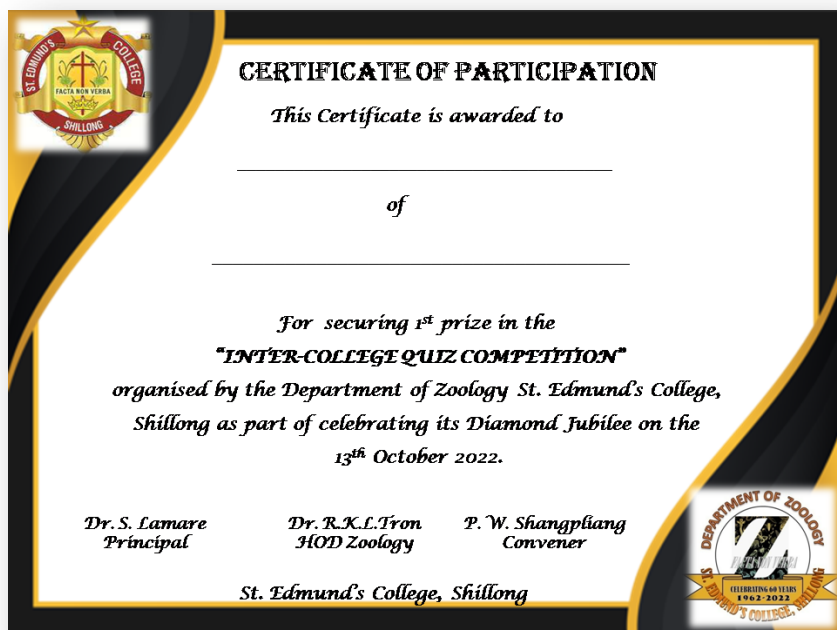 ST. EDMUND'S COLLEGE
FACTA NON VERBA
SHILLONG
CERTIFICATE OF PARTICIPATION
This Certificate is awarded to
of
For securing 1st prize in the
"INTER-COLLEGE QUIZ COMPETITION"
organised by the Department of Zoology St. Edmund's College,
Shillong as part of celebrating its Diamond Jubilee on the
13th October 2022.
Dr. S. Lamare Dr. R.K.L.Tron P. W. Shangpliang
Principal HOD Zoology Convener
St. Edmund's College, Shillong
DEPARTMENT OF ZOOLOGY
Z
CELEBRATING 60 YEARS
1962-2022
ST. EDMUND'S COLLEGE, SHILLONG